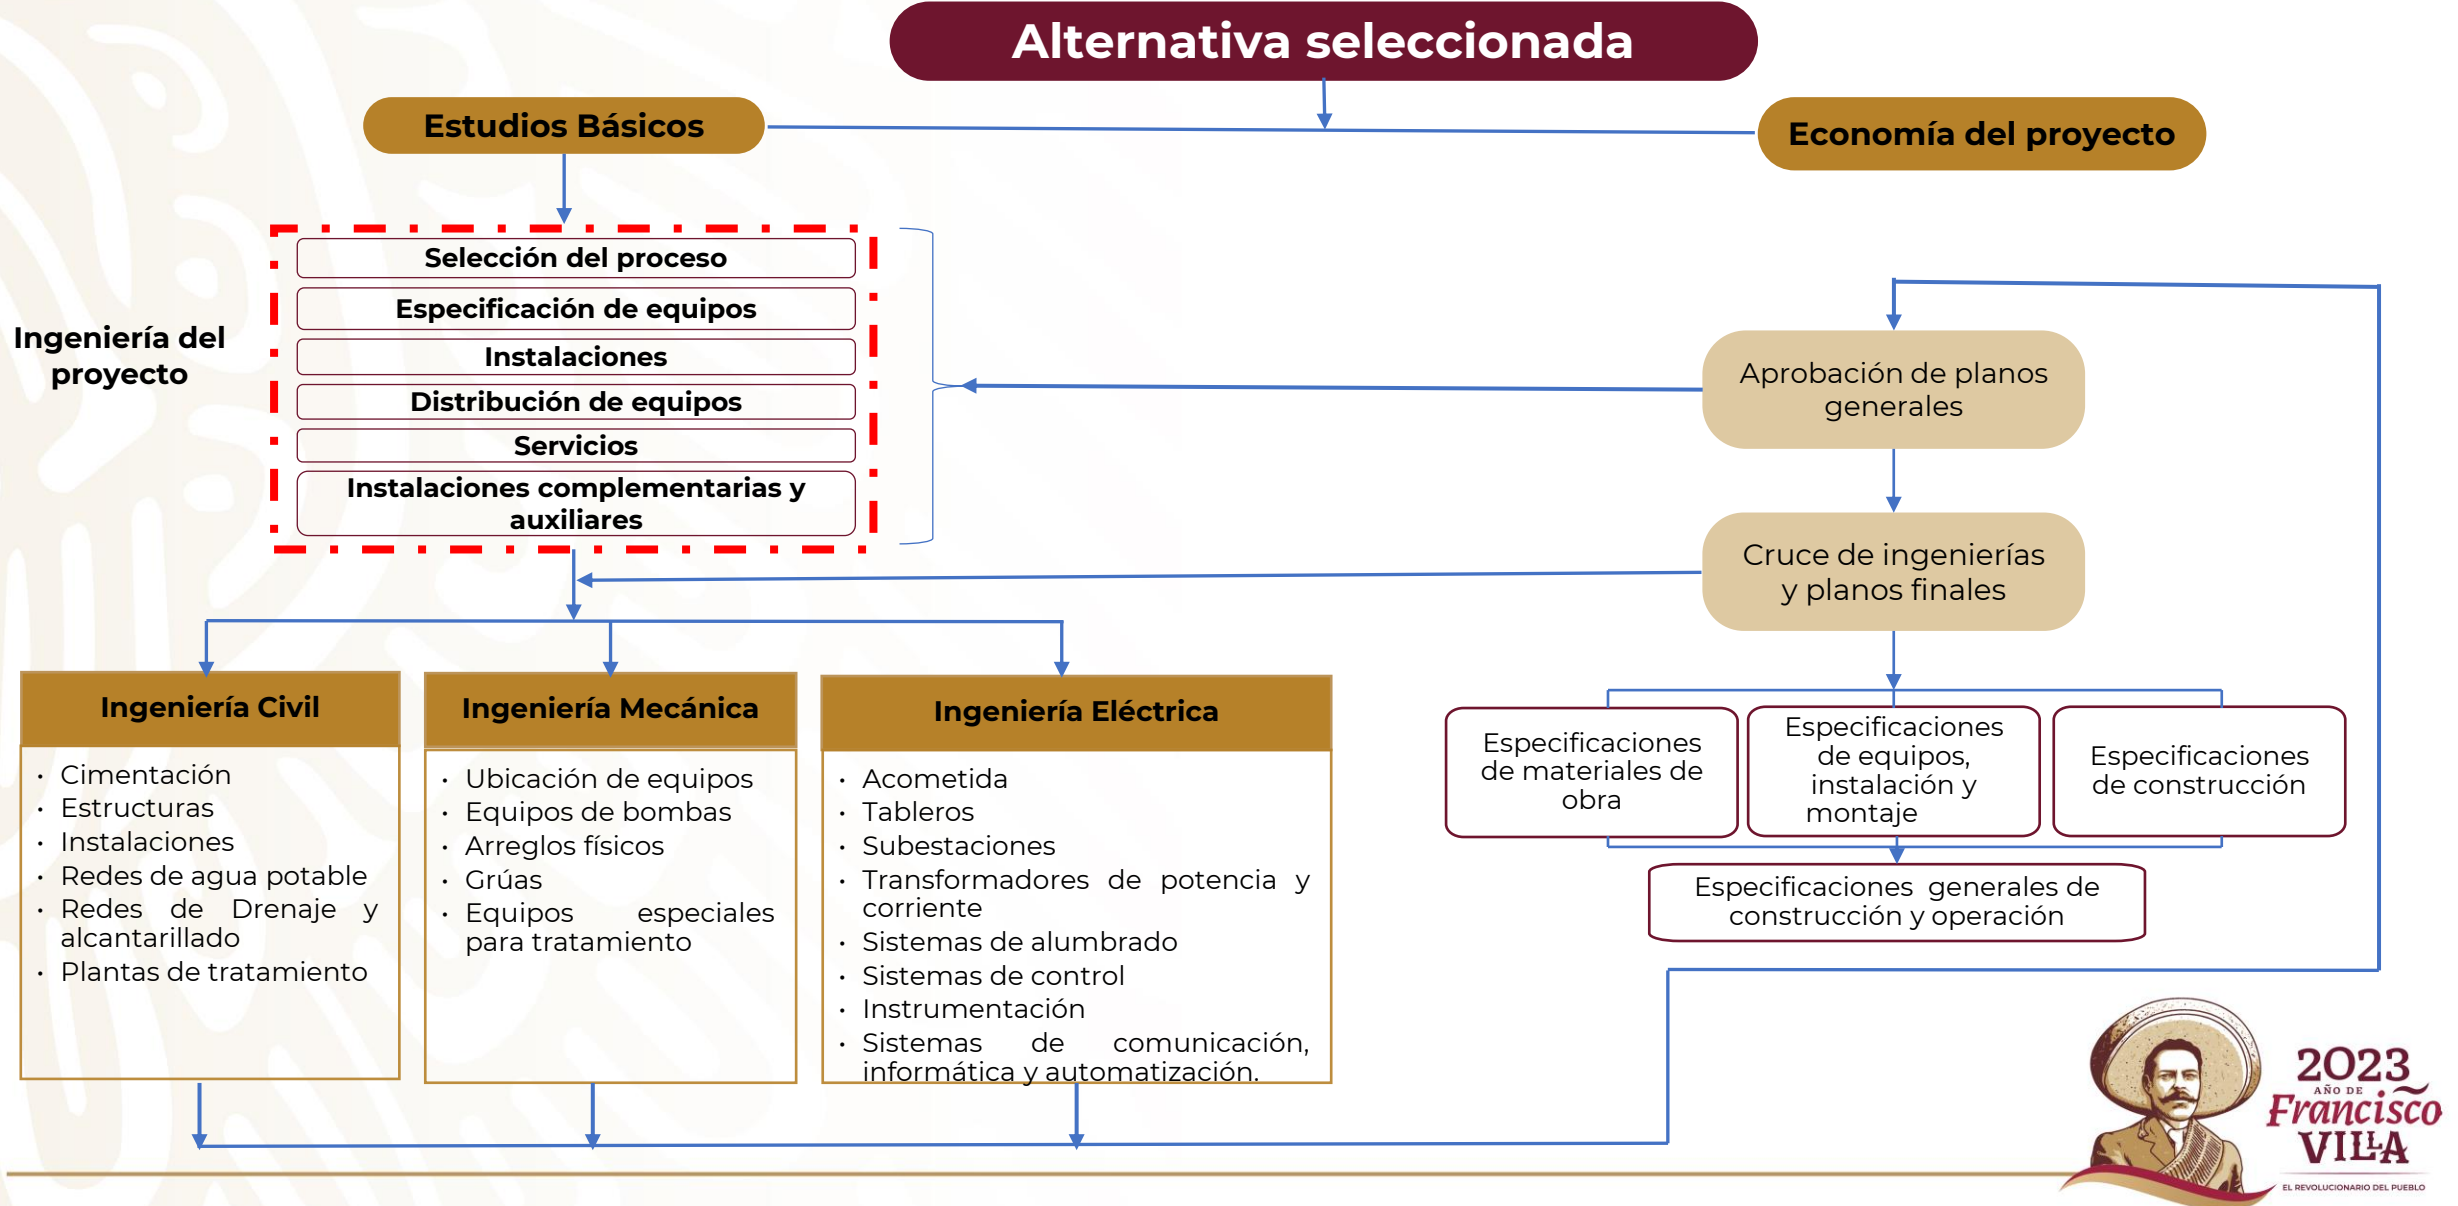 Alternativa seleccionada
Estudios Básicos
Economía del proyecto
Ingeniería del
proyecto
Selección del proceso
Especificación de equipos
Instalaciones
Distribución de equipos
Servicios
Instalaciones complementarias y
auxiliares
Aprobación de planos
generales
Cruce de ingenierías
y planos finales
Ingeniería Civil
· Cimentación
· Estructuras
· Instalaciones
· Redes de agua potable
· Redes de Drenaje y
alcantarillado
· Plantas de tratamiento
Ingeniería Mecánica
· Ubicación de equipos
· Equipos de bombas
· Arreglos físicos
· Grúas
· Equipos especiales
para tratamiento
Ingeniería Eléctrica
· Acometida
· Tableros
· Subestaciones
· Transformadores de potencia y
corriente
· Sistemas de alumbrado
· Sistemas de control
· Instrumentación
· Sistemas de comunicación,
informática y automatización.
Especificaciones
de materiales de
obra
Especificaciones
de equipos,
instalación y
montaje
Especificaciones
de construcción
Especificaciones generales de
construcción y operación
2023
AÑO DE
Francisco
VILLA
EL REVOLUCIONARIO DEL PUEBLO